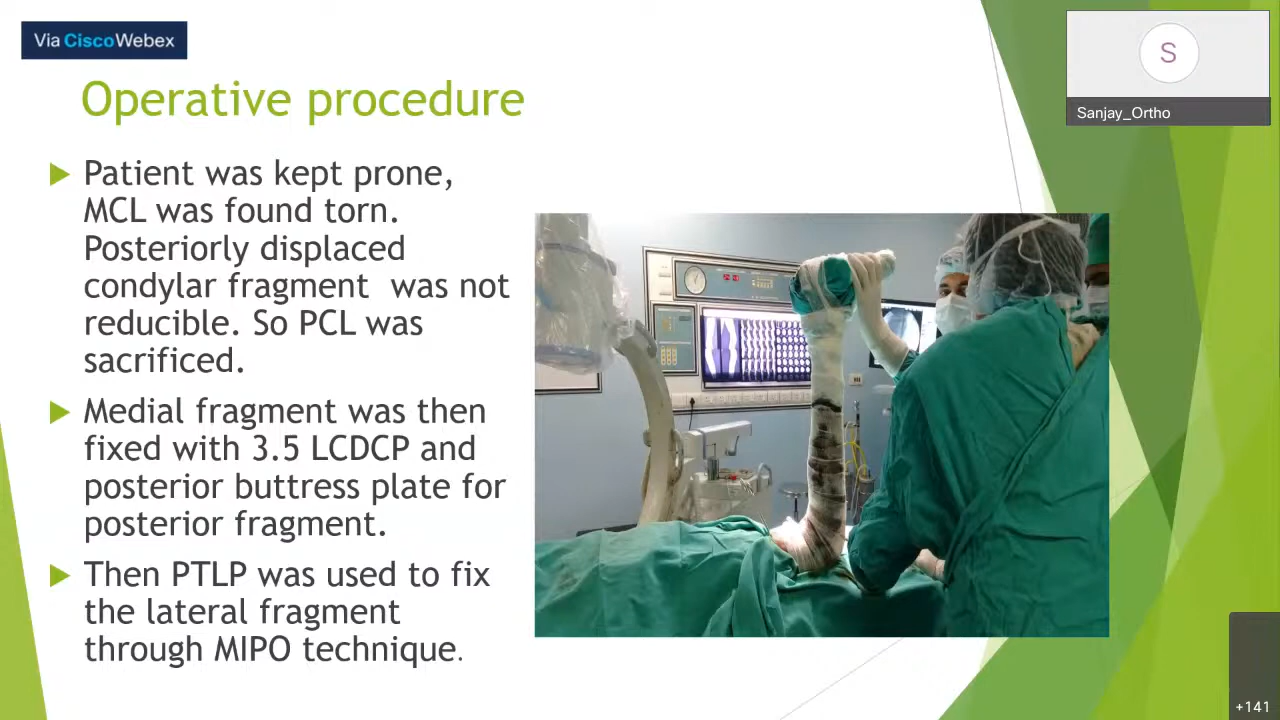 Via CiscoWebex
S
Sanjay_Ortho
Operative procedure
Patient was kept prone,
MCL was found torn.
Posteriorly displaced
condylar fragment was not
reducible. So PCL was
sacrificed.
Medial fragment was then
fixed with 3.5 LCDCP and
posterior buttress plate for
posterior fragment.
Then PTLP was used to fix
the lateral fragment
through MIPO technique.
+141